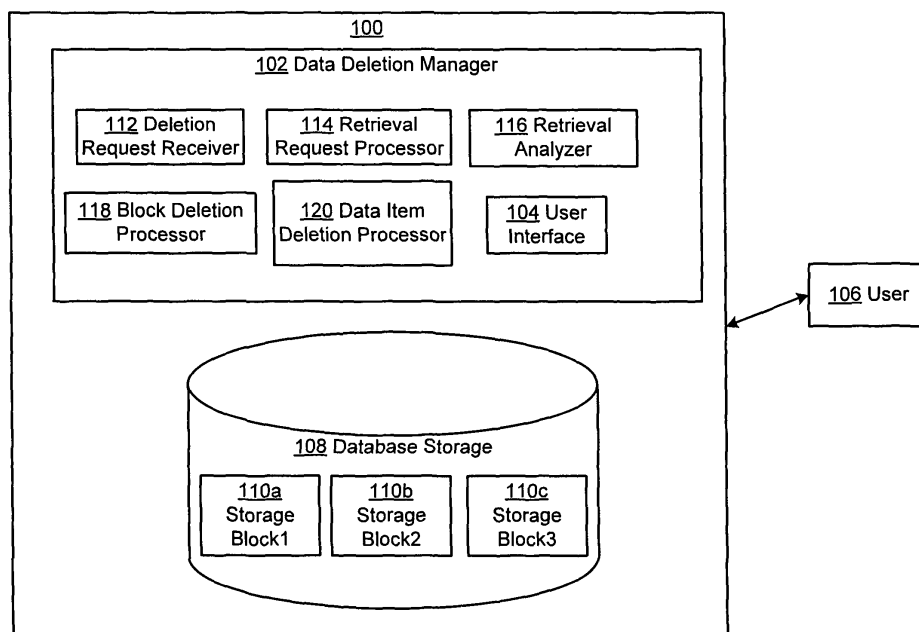 100
102 Data Deletion Manager
112 Deletion
Request Receiver
114 Retrieval
Request Processor
116 Retrieval
Analyzer
118 Block Deletion
Processor
120 Data Item
Deletion Processor
104 User
Interface
106 User
108 Database Storage
110a
Storage
Block1
110b
Storage
Block2
110c
Storage
Block3